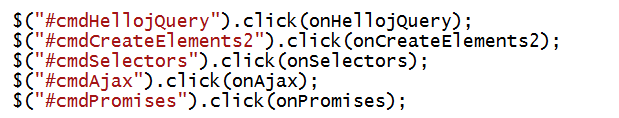 $("#cmdHellojQuery").click(onHellojQuery);
$("#cmdCreateElements2").click(onCreateElements2);
$("#cmdSelectors").click(onSelectors);
$("#cmdAjax").click(onAjax);
$("#cmdPromises").click(onPromises);